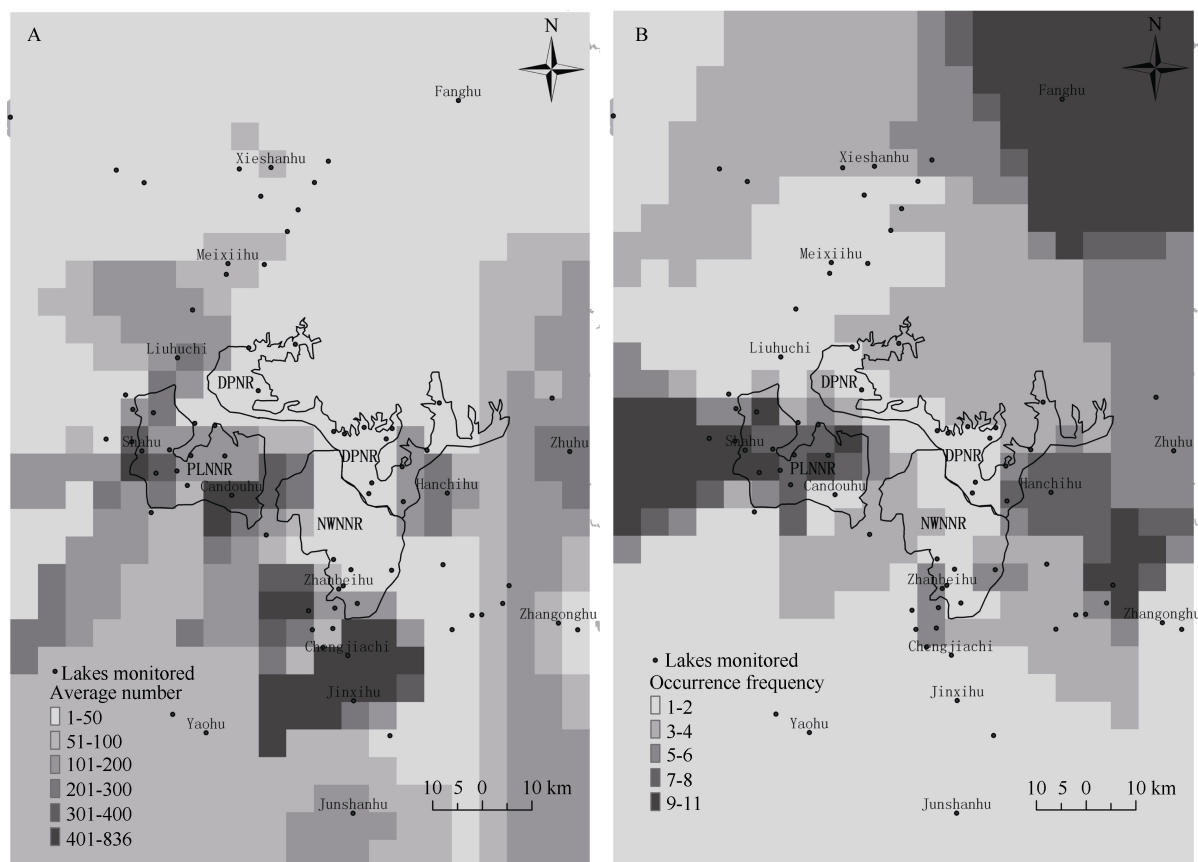 A
N
Fanghu
Xieshanhu
Meixiihu
Liuhuchi
DPNR
Shahu
PLNNR
DPNR
Zhuhu
Candouhu
Hanchihu
NWNNR
Zhanbeihu
Zhangonghu
Chengjiachi
Lakes monitored
Average number
Jinxihu
1-50
51-100
Yaohu
101-200
201-300
301-400
401-836
10 5 0 10 km
Junshanhu
B
N
Fanghu
Xieshanhu
Meixiihu
Liuhuchi
DPNR
Shahu
PLNNR
DPNR
Zhuhu
Candouhu
Hanchihu
NWNNR
Zhanbeihu
Zhangonghu
Chengjiachi
Lakes monitored
Occurrence frequency
Jinxihu
1-2
3-4
Yaohu
5-6
7-8
9-11
10 5 0 10 km
Junshanhu